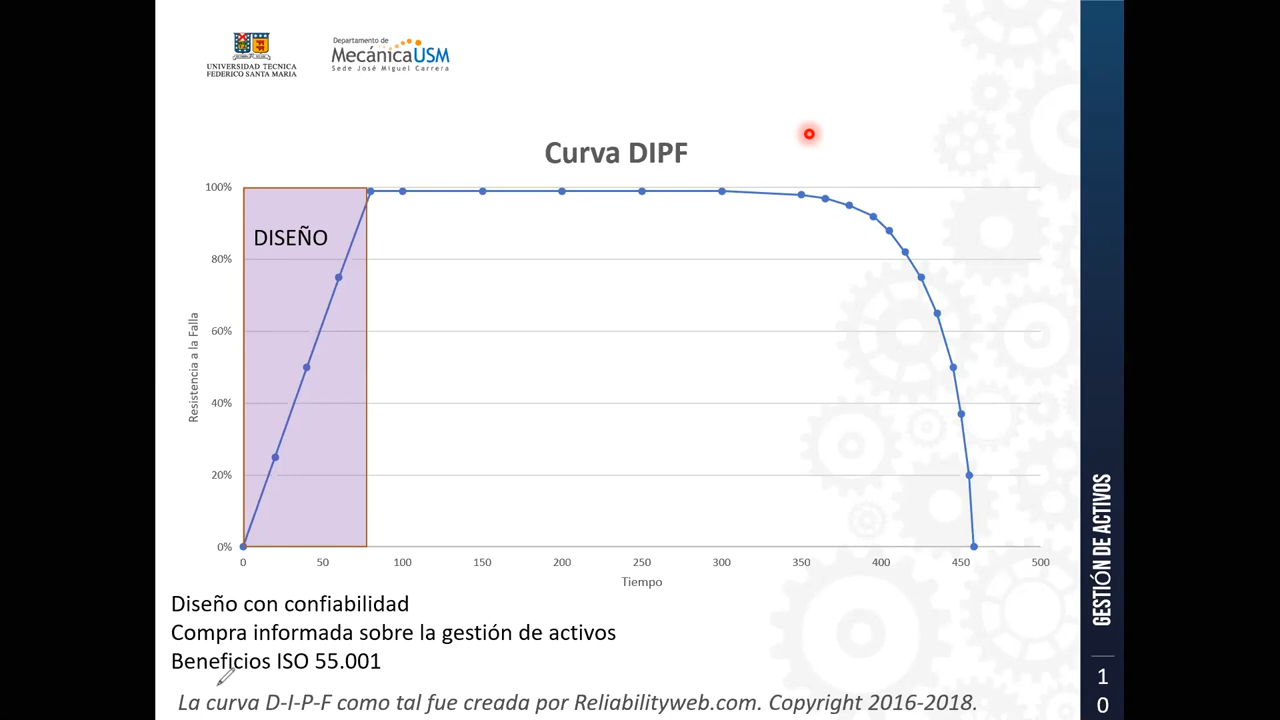 UNIVERSIDAD TECNICA
FEDERICO SANTA MARIA
Departamento de
MecánicaUSM
Sede José Miguel Carrera
Curva DIPF
100%
80%
60%
40%
20%
0%
Resistencia a la Falla
DISEÑO
0 50 100 150 200 250 300 350 400 450 500
Tiempo
Diseño con confiabilidad
Compra informada sobre la gestión de activos
Beneficios ISO 55.001
La curva D-I-P-F como tal fue creada por Reliabilityweb.com. Copyright 2016-2018.
GESTIÓN DE ACTIVOS
1
0